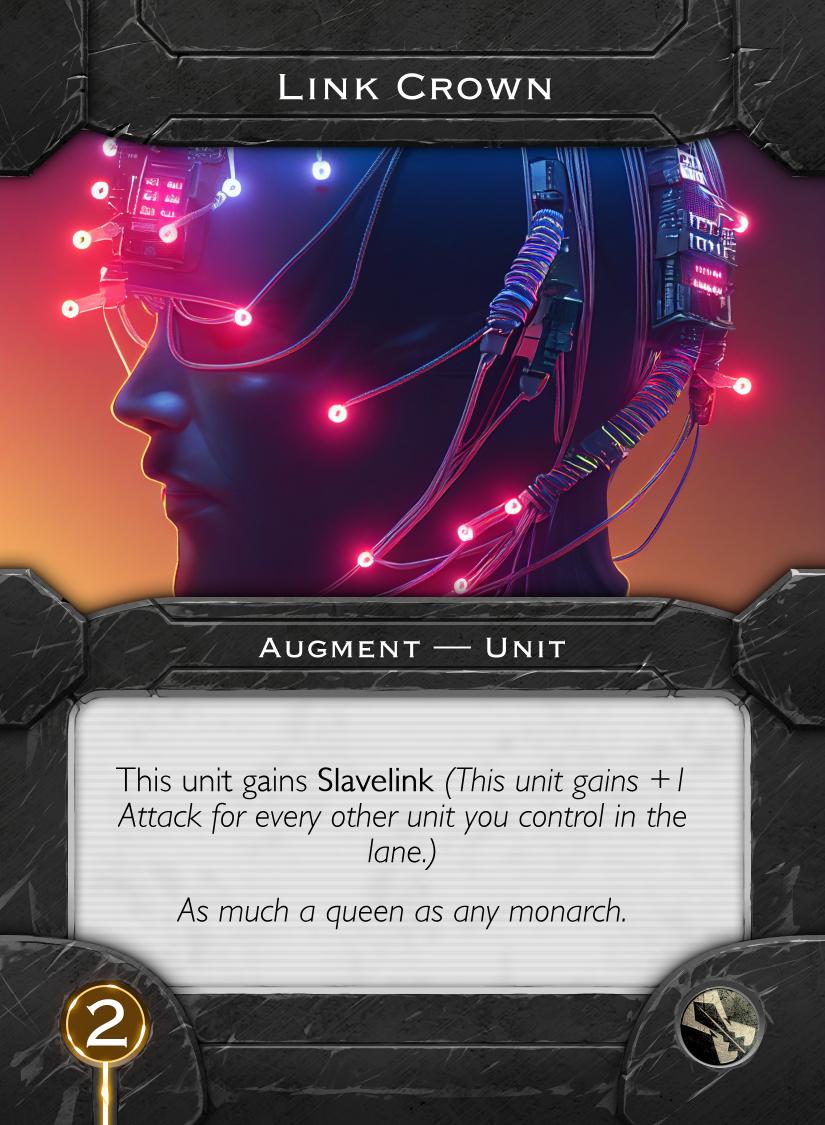 Link Crown
Augment — Unit
This unit gains Slavelink (This unit gains +1
Attack for every other unit you control in the
lane.)
As much a queen as any monarch.
2